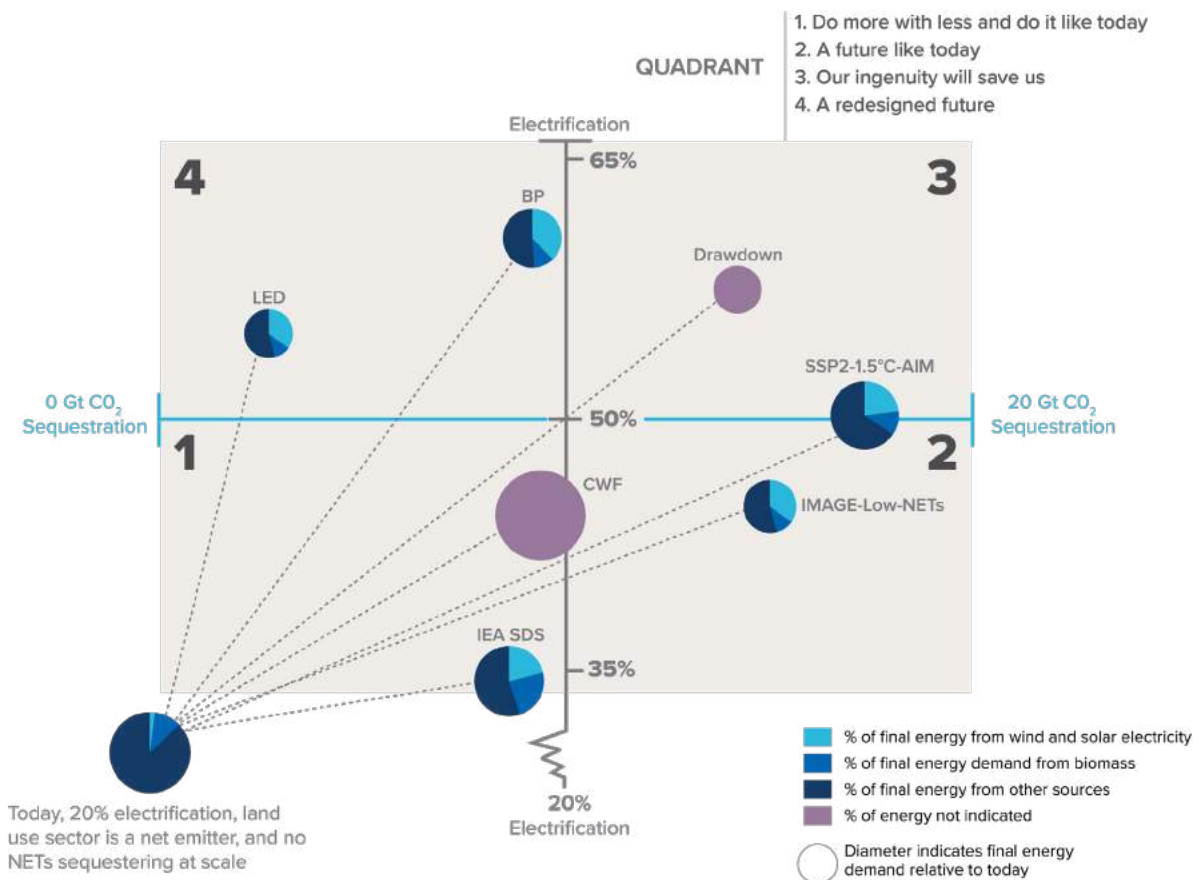 1. Do more with less and do it like today
2. A future like today
QUADRANT
3. Our ingenuity will save us
4. A redesigned future
Electrification
65%
4
3
BP
Drawdown
LED
SSP2-1.5°C-AIM
0 Gt CO₂
Sequestration
50%
20 Gt CO₂
Sequestration
1
2
CWF
IMAGE-Low-NETs
IEA SDS
35%
% of final energy from wind and solar electricity
% of final energy demand from biomass
% of final energy from other sources
% of energy not indicated
Diameter indicates final energy
demand relative to today
20%
Electrification
Today, 20% electrification, land
use sector is a net emitter, and no
NETs sequestering at scale